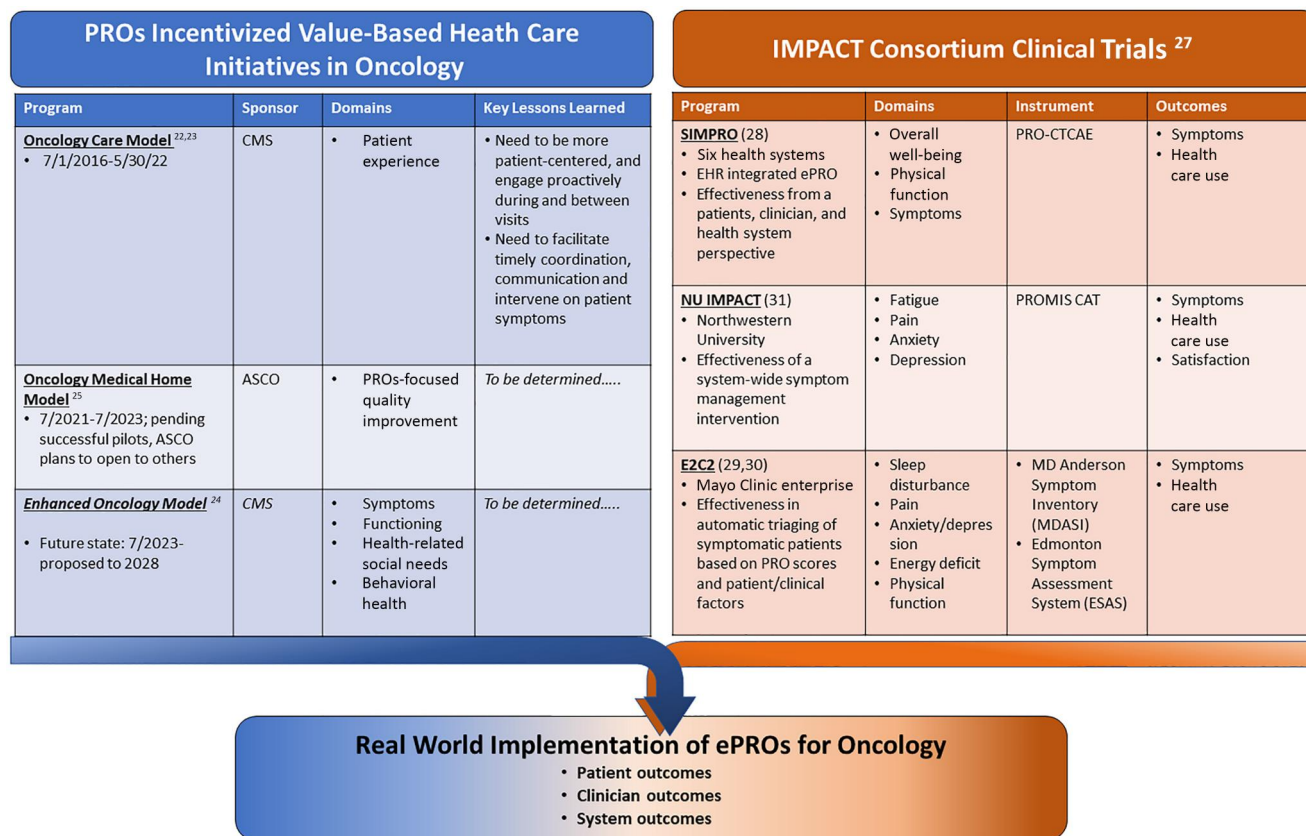 PROs Incentivized Value-Based Heath Care
Initiatives in Oncology
Program
Sponsor
Domains
Key Lessons Learned
Oncology Care Model 22,23
• 7/1/2016-5/30/22
CMS
• Patient
experience
• Need to be more
patient-centered, and
engage proactively
during and between
visits
• Need to facilitate
timely coordination,
communication and
intervene on patient
symptoms
Oncology Medical Home
Model 25
• 7/2021-7/2023; pending
successful pilots, ASCO
plans to open to others
ASCO
• PROs-focused
quality
improvement
To be determined.....
Enhanced Oncology Model 24
• Future state: 7/2023-
proposed to 2028
CMS
• Symptoms
• Functioning
• Health-related
social needs
• Behavioral
health
To be determined.....
IMPACT Consortium Clinical Trials 27
Program
Domains
Instrument
Outcomes
SIMPRO (28)
• Six health systems
• EHR integrated ePRO
• Effectiveness from a
patients, clinician, and
health system
perspective
• Overall
well-being
• Physical
function
• Symptoms
PRO-CTCAE
• Symptoms
• Health
care use
NU IMPACT (31)
• Northwestern
University
• Effectiveness of a
system-wide symptom
management
intervention
• Fatigue
• Pain
• Anxiety
• Depression
PROMIS CAT
• Symptoms
• Health
care use
• Satisfaction
E2C2 (29,30)
• Mayo Clinic enterprise
• Effectiveness in
automatic triaging of
symptomatic patients
based on PRO scores
and patient/clinical
factors
• Sleep
disturbance
• Pain
• Anxiety/depres
sion
• Energy deficit
• Physical
function
• MD Anderson
Symptom
Inventory
(MDASI)
• Edmonton
Symptom
Assessment
System (ESAS)
• Symptoms
• Health
care use
Real World Implementation of ePROs for Oncology
• Patient outcomes
• Clinician outcomes
• System outcomes